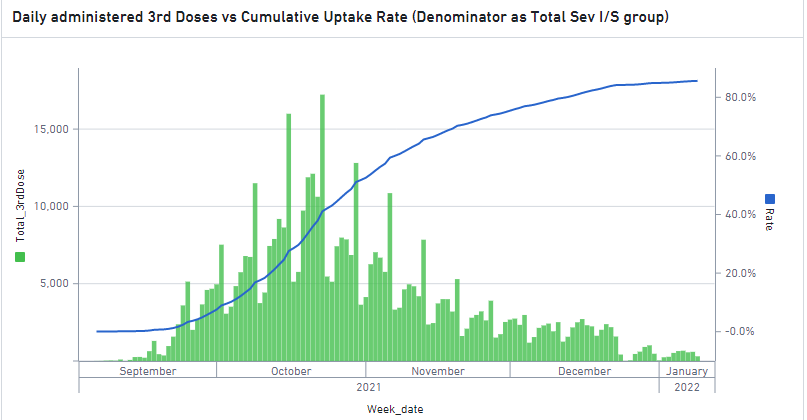 Daily administered 3rd Doses vs Cumulative Uptake Rate (Denominator as Total Sev I/S group)
Total_3rdDose
15,000
10,000
5,000
80.0%
60.0%
40.0%
20.0%
-0.0%
Rate
September October November December January
2021 2022
Week_date